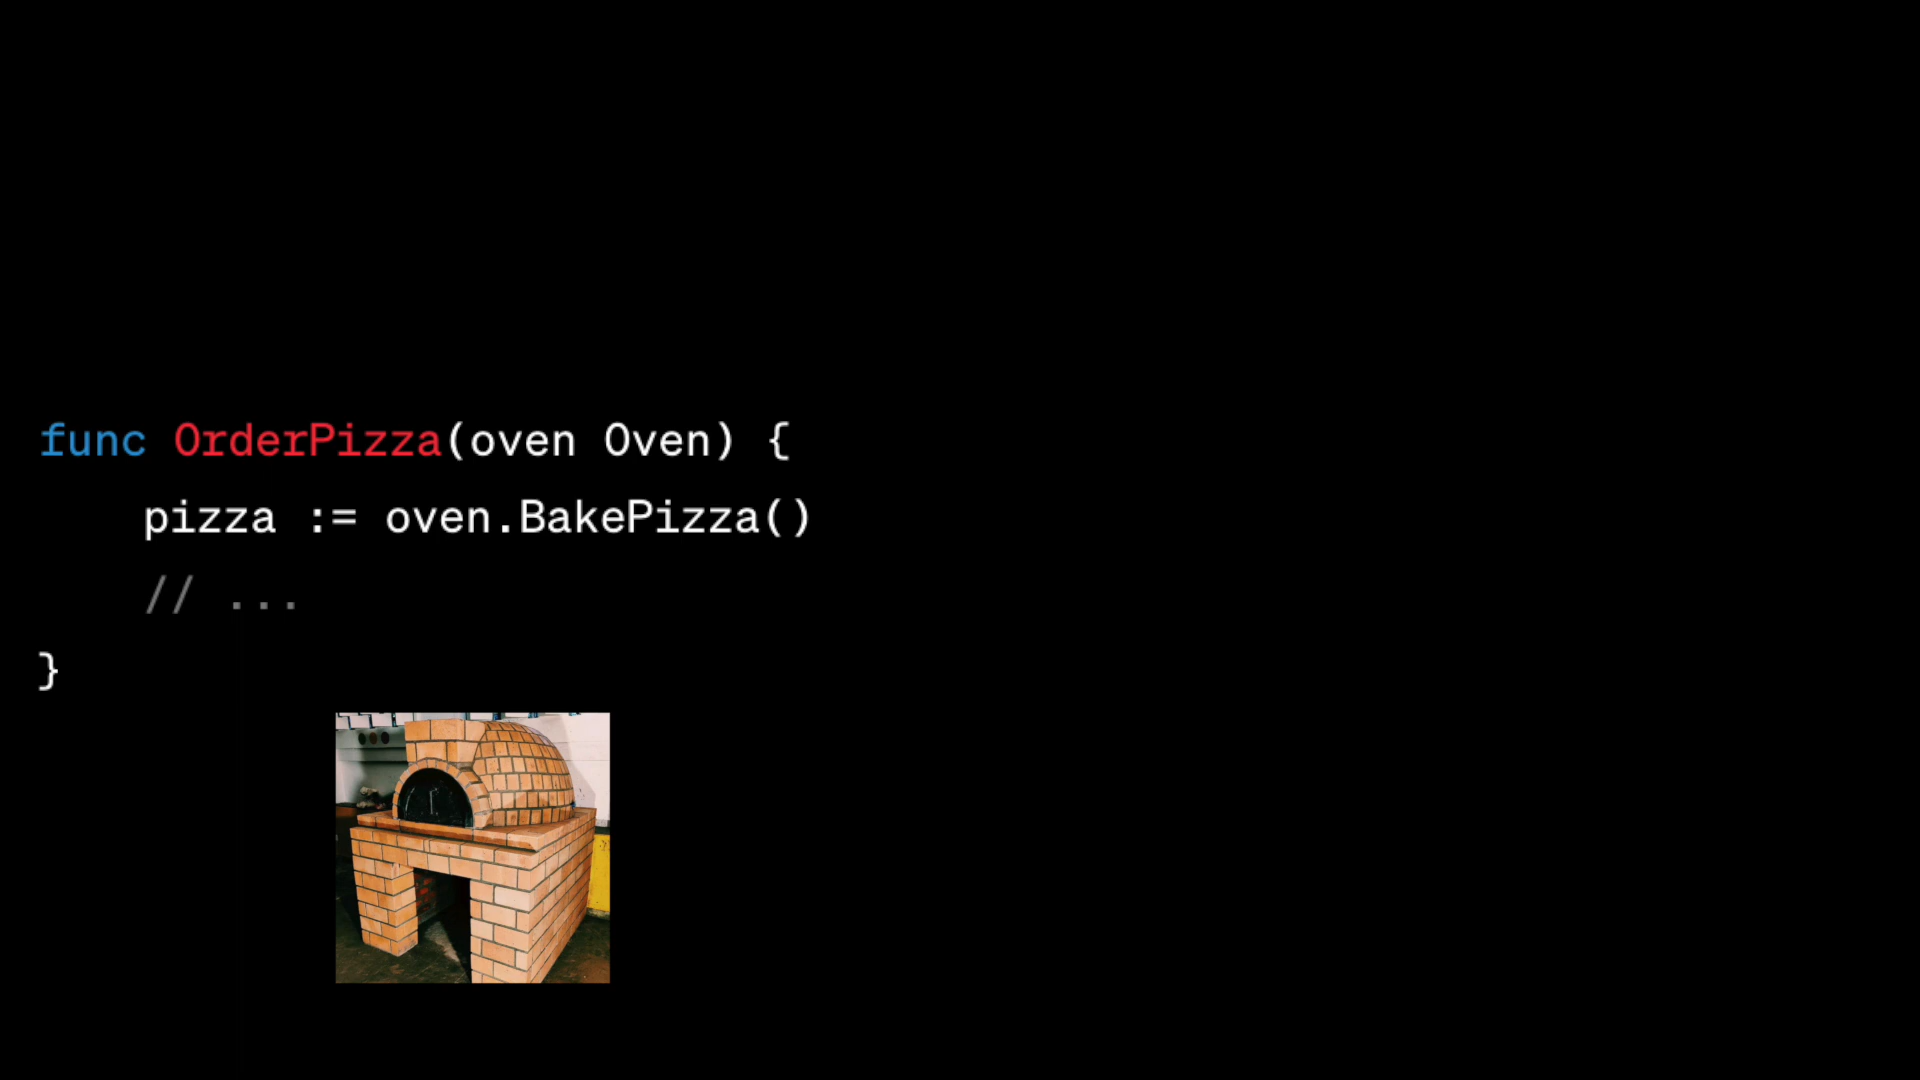 func OrderPizza(oven Oven) {
    pizza := oven.BakePizza()
    // ...
}